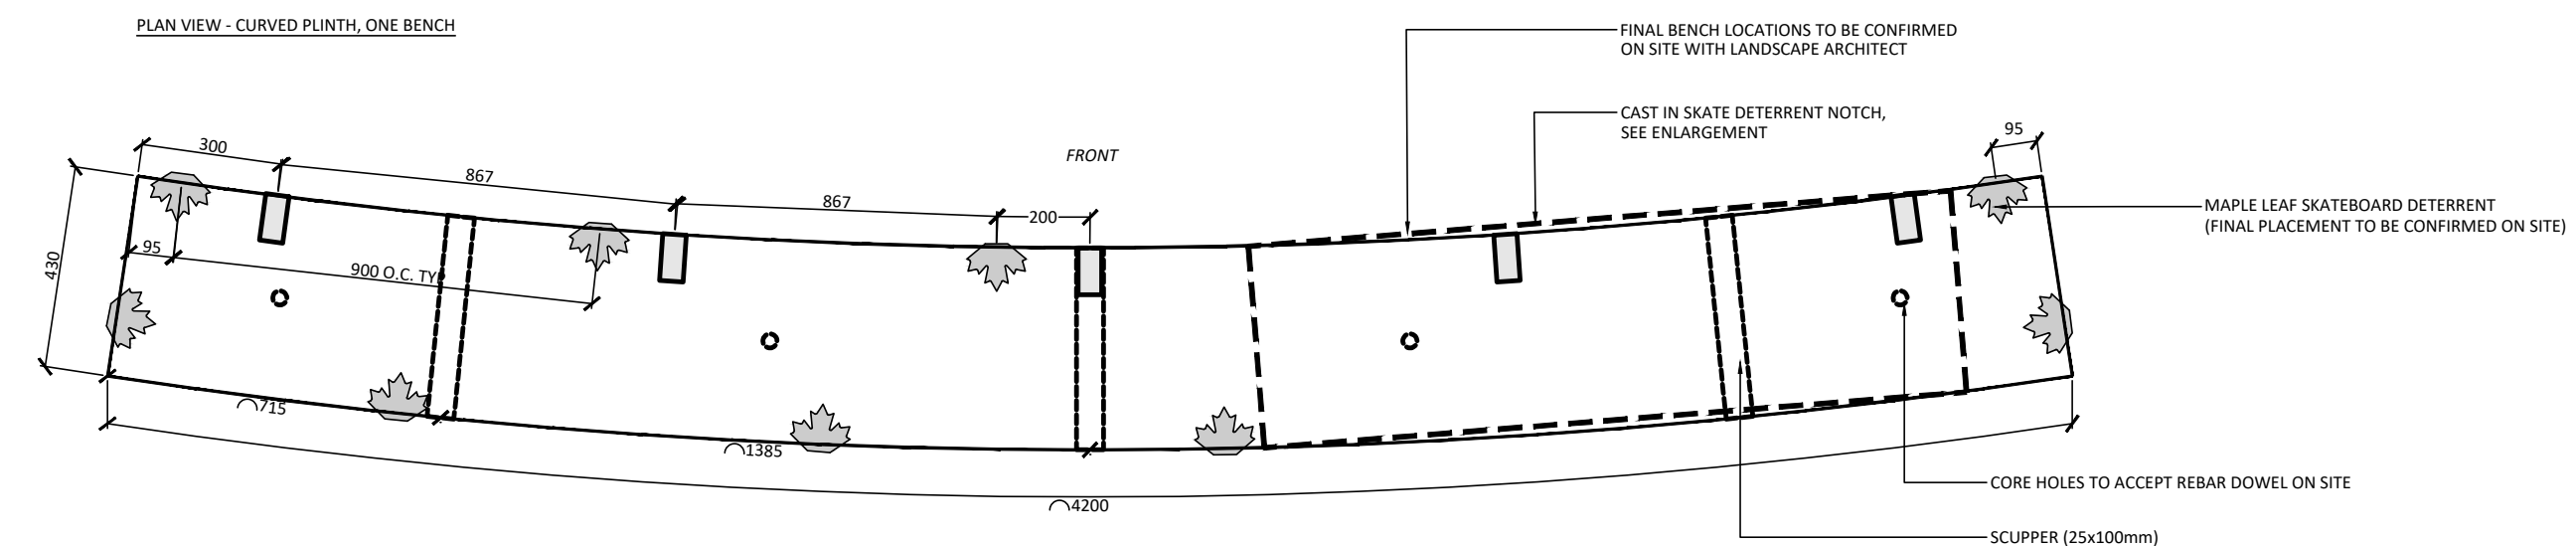 PLAN VIEW - CURVED PLINTH, ONE BENCH
FINAL BENCH LOCATIONS TO BE CONFIRMED
ON SITE WITH LANDSCAPE ARCHITECT
CAST IN SKATE DETERRENT NOTCH,
SEE ENLARGEMENT
95
300
FRONT
867
867
200
MAPLE LEAF SKATEBOARD DETERRENT
(FINAL PLACEMENT TO BE CONFIRMED ON SITE)
95
430
900 O.C. TYP
715
1385
CORE HOLES TO ACCEPT REBAR DOWEL ON SITE
4200
SCUPPER (25x100mm)